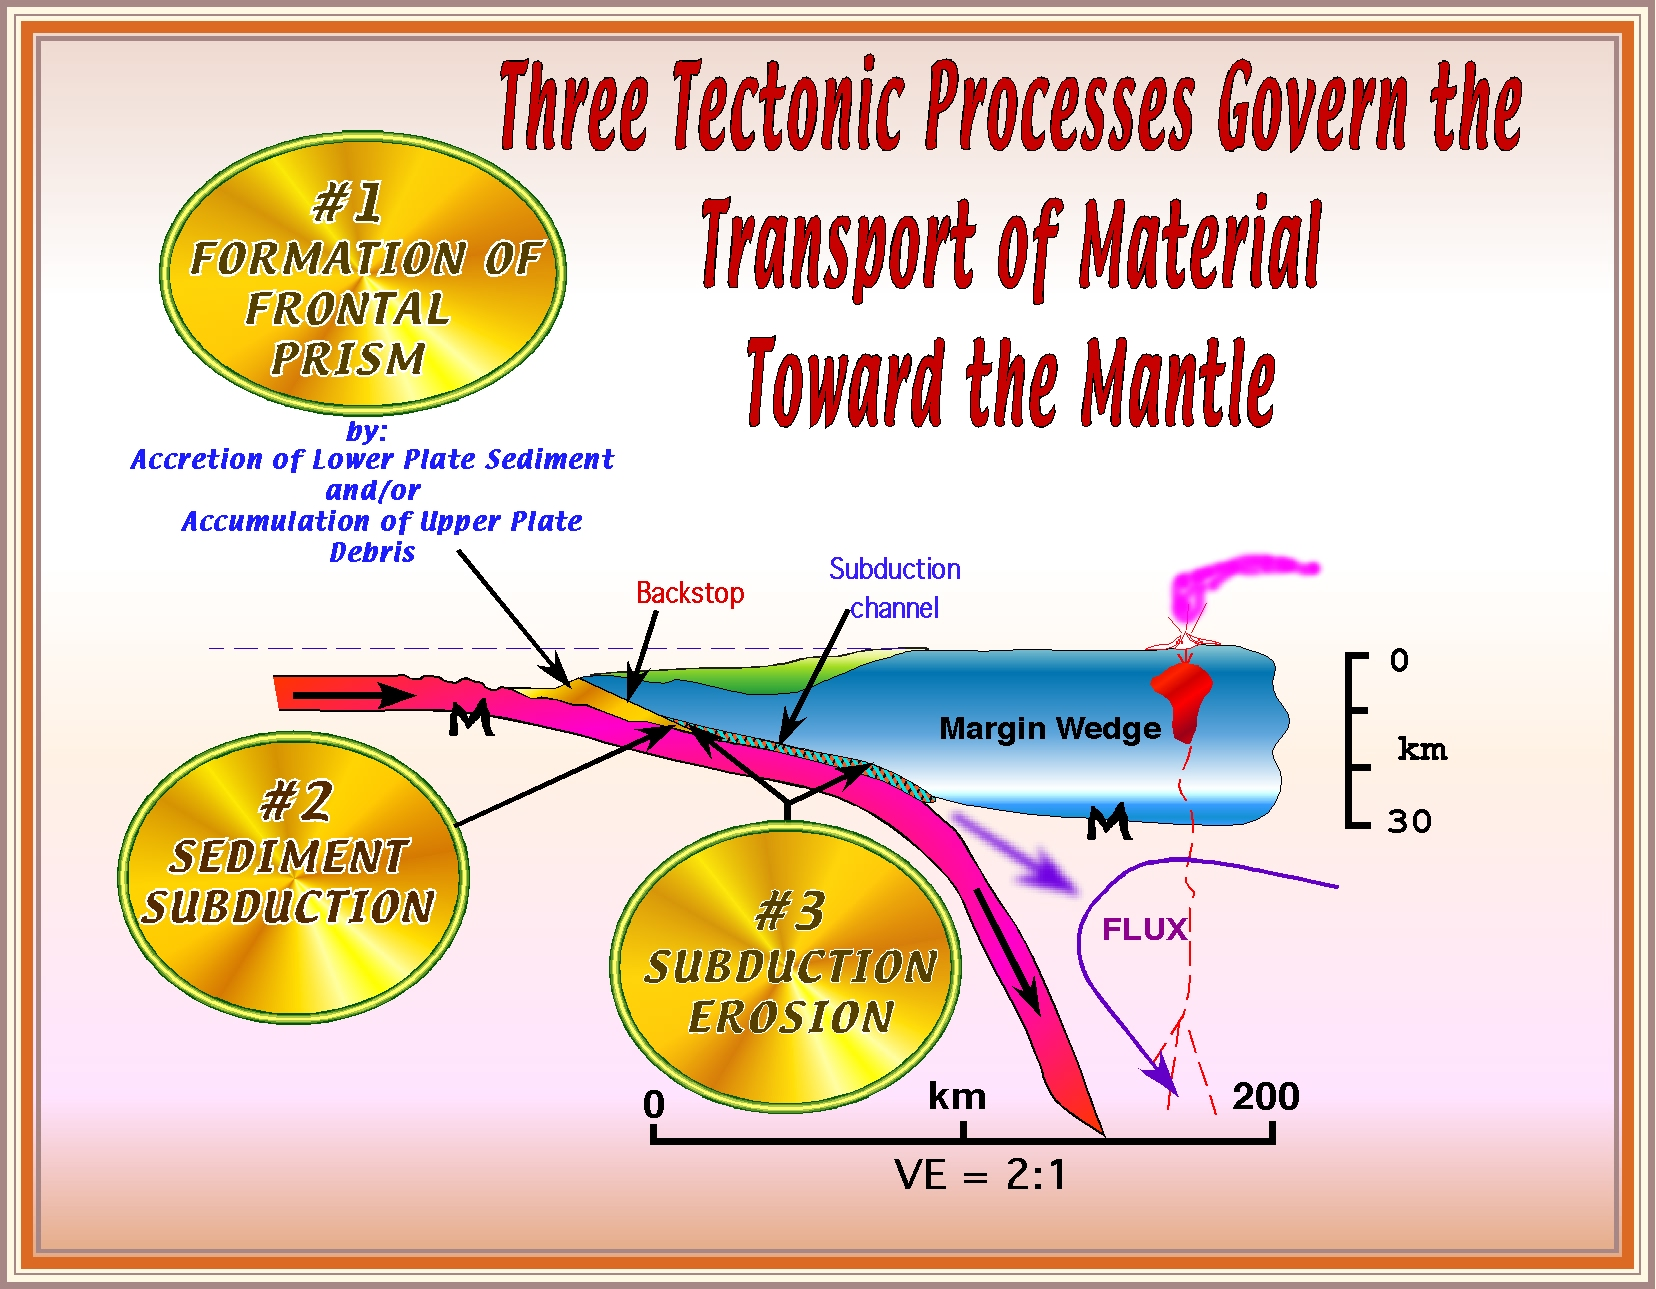 Three Tectonic Processes Govern the
Transport of Material
Toward the Mantle
#1
FORMATION OF
FRONTAL
PRISM
by:
Accretion of Lower Plate Sediment
and/or
Accumulation of Upper Plate
Debris
Backstop
Subduction
channel
Margin Wedge
M
M
0
km
30
#2
SEDIMENT
SUBDUCTION
#3
SUBDUCTION
EROSION
FLUX
0
km
200
VE = 2:1